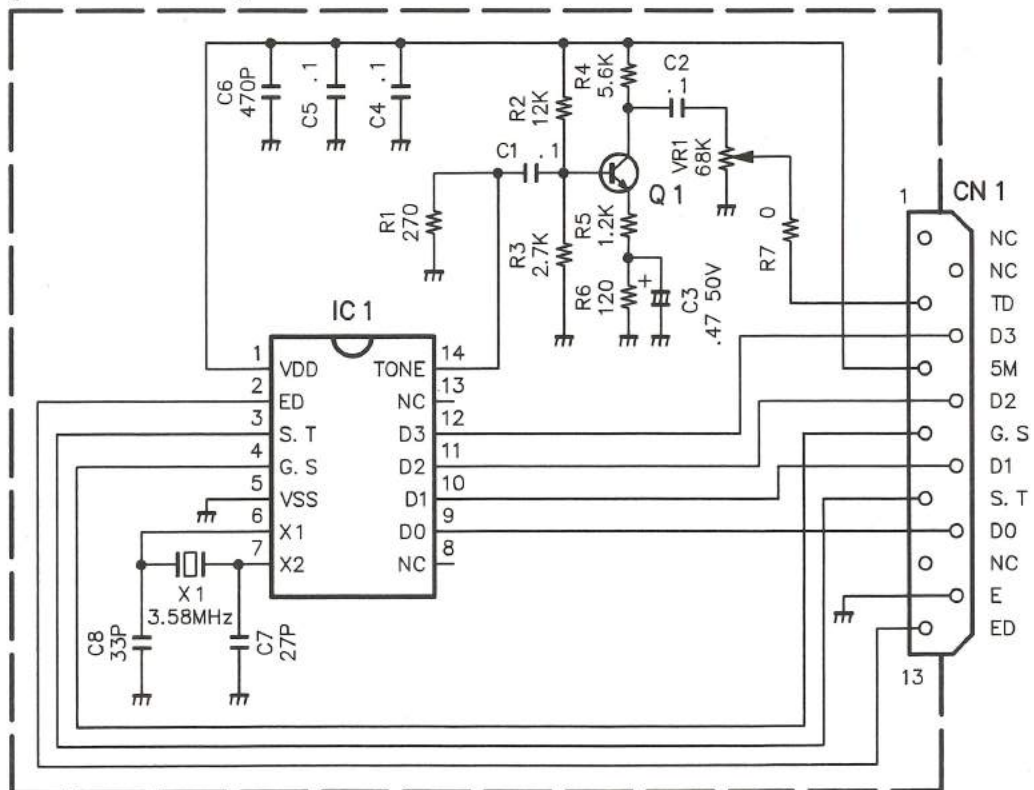 C6
470P
C5 .1
C4 .1
R2
12K
R4
5.6K
C2
.1
C1 .1
Q1
VR1
68K
R7 0
R1
270
R3
2.7K
R5
1.2K
R6
120
+
C3
.47 50V
CN 1
1
NC
NC
TD
D3
5M
D2
G.S
D1
S.T
D0
NC
E
ED
13
IC 1
1 VDD TONE 14
2 ED NC 13
3 S.T D3 12
4 G.S D2 11
5 VSS D1 10
6 X1 D0 9
7 X2 NC 8
X1
3.58MHz
C8
33P
C7
27P